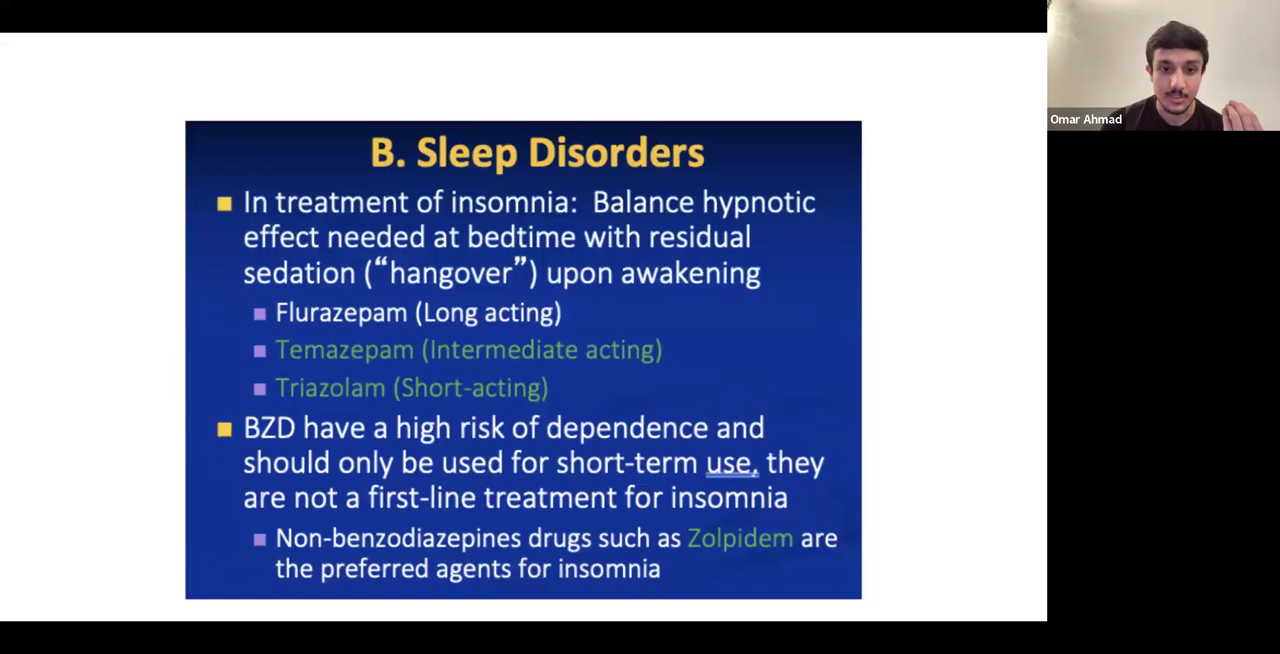 B. Sleep Disorders
In treatment of insomnia: Balance hypnotic
effect needed at bedtime with residual
sedation (“hangover”) upon awakening
Flurazepam (Long acting)
Temazepam (Intermediate acting)
Triazolam (Short-acting)
BZD have a high risk of dependence and
should only be used for short-term use, they
are not a first-line treatment for insomnia
Non-benzodiazepines drugs such as Zolpidem are
the preferred agents for insomnia
Omar Ahmad